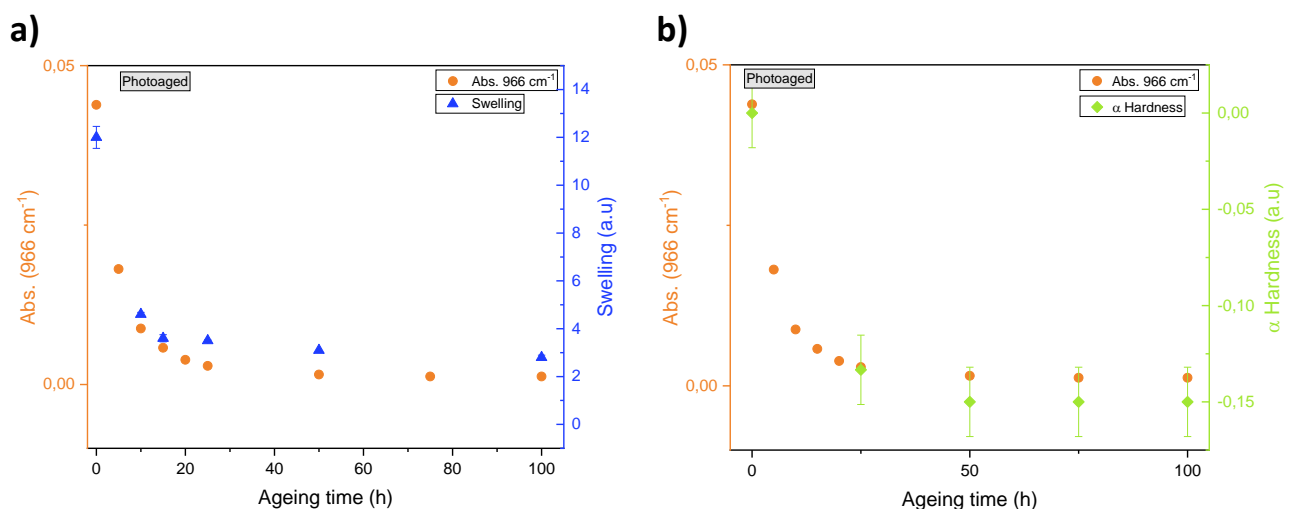 a)
Photoaged
Abs. 966 cm⁻¹
Swelling
0,05
0,00
Abs. (966 cm⁻¹)
14
12
10
8
6
4
2
0
Swelling (a.u)
0
20
40
60
80
100
Ageing time (h)
b)
Photoaged
Abs. 966 cm⁻¹
α Hardness
0,05
0,00
Abs. (966 cm⁻¹)
0,00
-0,05
-0,10
-0,15
α Hardness (a.u)
0
50
100
Ageing time (h)